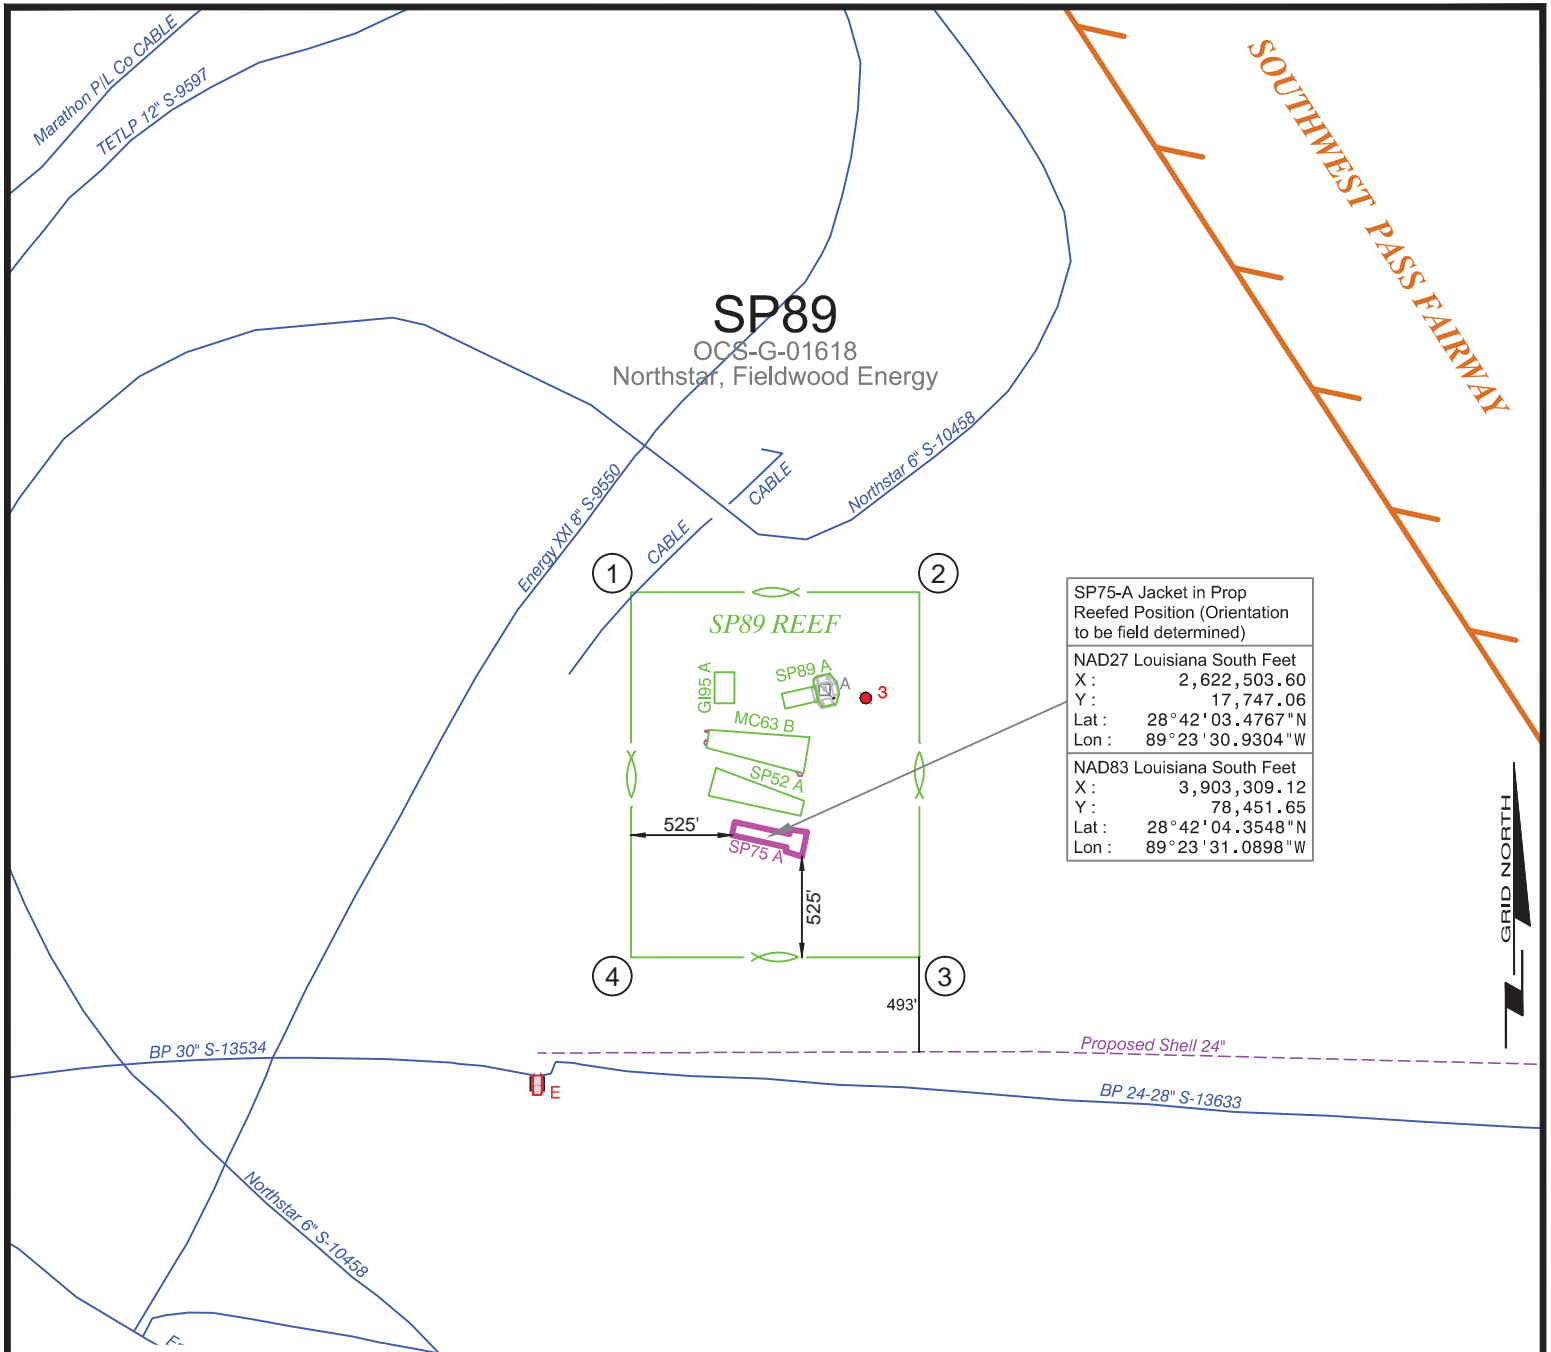 Marathon P/L Co CABLE
TETLP 12" S-9597
SOUTHWEST PASS FAIRWAY
SP89
OCS-G-01618
Northstar, Fieldwood Energy
Energy XXI 8" S-9550
CABLE
CABLE
Northstar 6" S-10458
1
2
SP89 REEF
GI95 A
SP89 A
A
3
MC63 B
SP52 A
525'
SP75 A
525'
4
3
493'
SP75-A Jacket in Prop
Reefed Position (Orientation
to be field determined)
NAD27 Louisiana South Feet
X : 2,622,503.60
Y : 17,747.06
Lat : 28°42'03.4767"N
Lon : 89°23'30.9304"W
NAD83 Louisiana South Feet
X : 3,903,309.12
Y : 78,451.65
Lat : 28°42'04.3548"N
Lon : 89°23'31.0898"W
GRID NORTH
BP 30" S-13534
Proposed Shell 24"
E
BP 24-28" S-13633
Northstar 6" S-10458